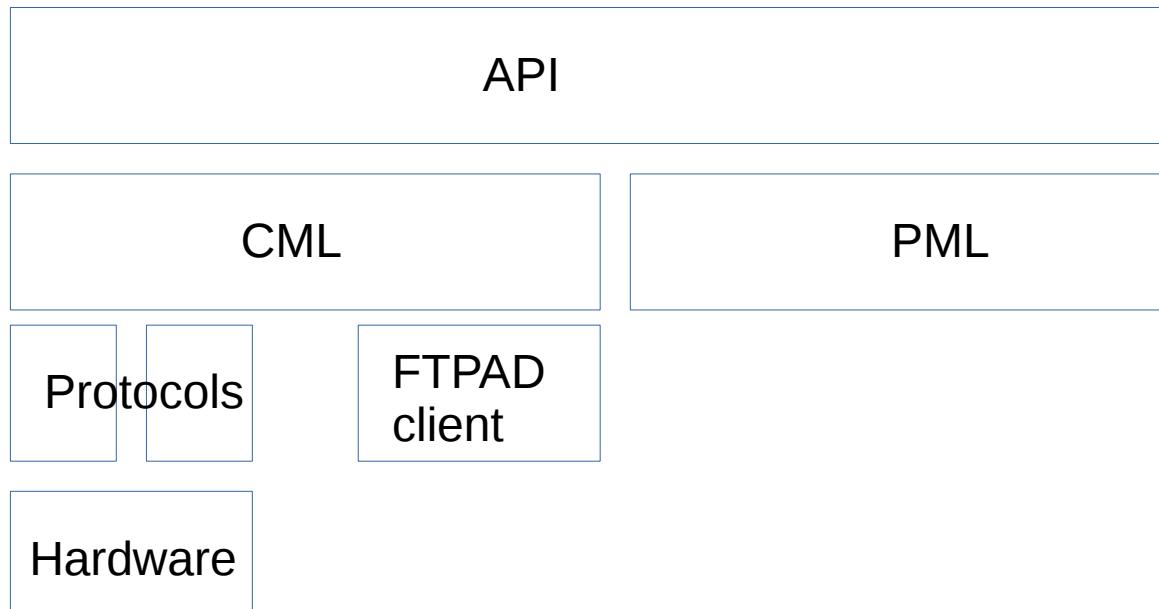 API
CML
PML
Protocols
FTPAD
client
Hardware